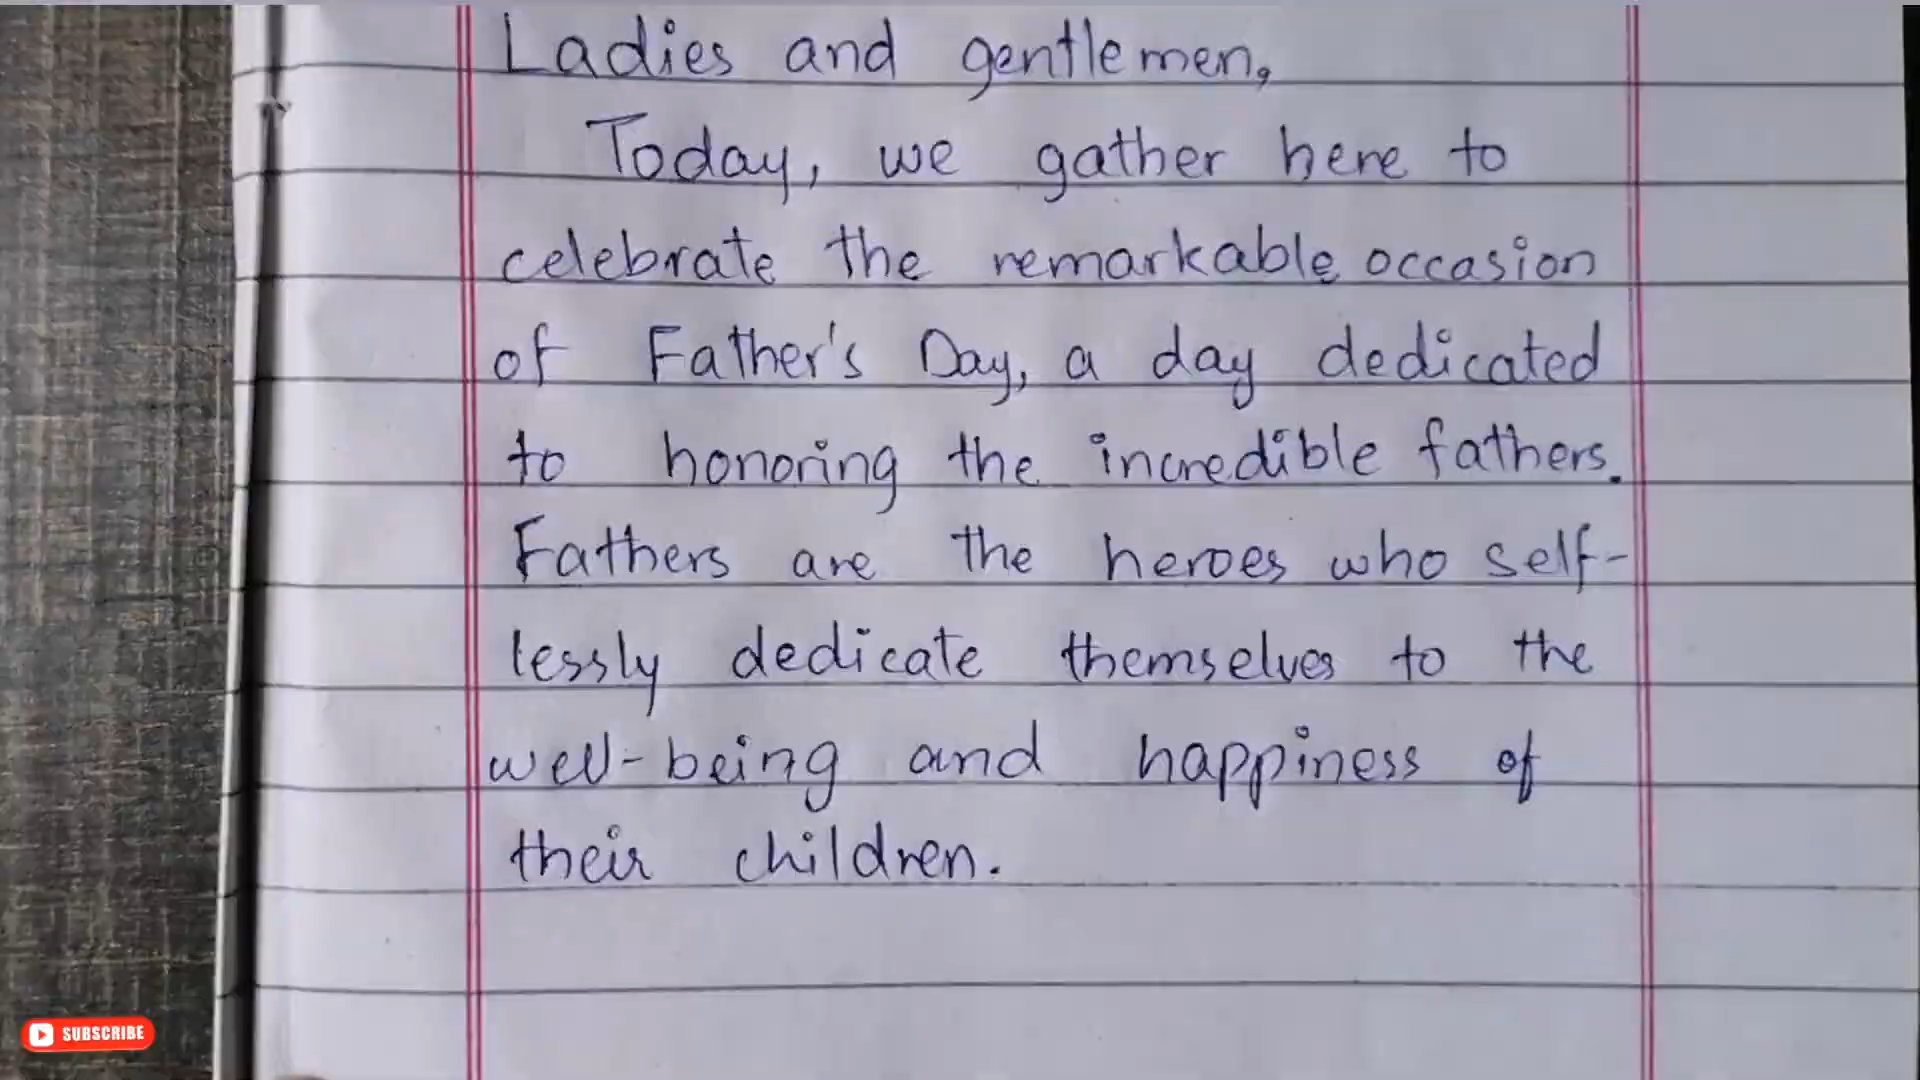 Ladies and gentlemen,
Today, we gather here to
celebrate the remarkable occasion
of Father's Day, a day dedicated
to honoring the incredible fathers.
Fathers are the heroes who self-
lessly dedicate themselves to the
well-being and happiness of
their children.
SUBSCRIBE